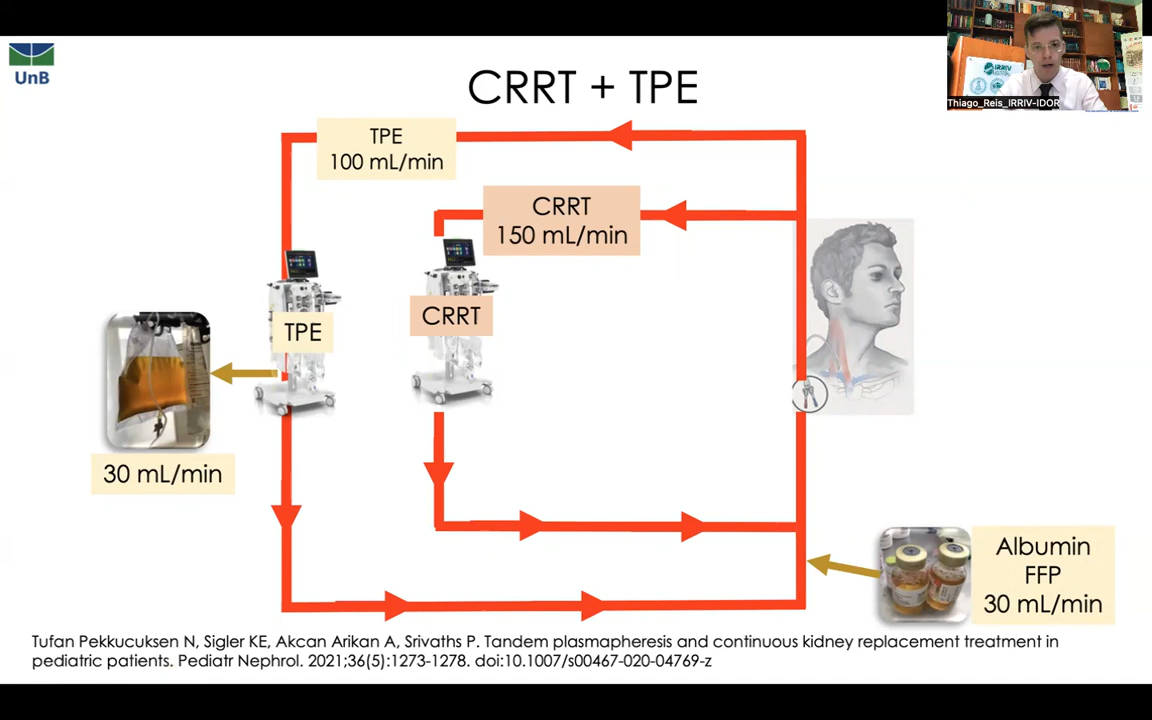 UnB
CRRT + TPE
Thiago_Reis_IRRIV-IDOR
IRRIV
TPE
100 mL/min
CRRT
150 mL/min
TPE
CRRT
30 mL/min
Albumin
FFP
30 mL/min
Tufan Pekkucuksen N, Sigler KE, Akcan Arikan A, Srivaths P. Tandem plasmapheresis and continuous kidney replacement treatment in
pediatric patients. Pediatr Nephrol. 2021;36(5):1273-1278. doi:10.1007/s00467-020-04769-z